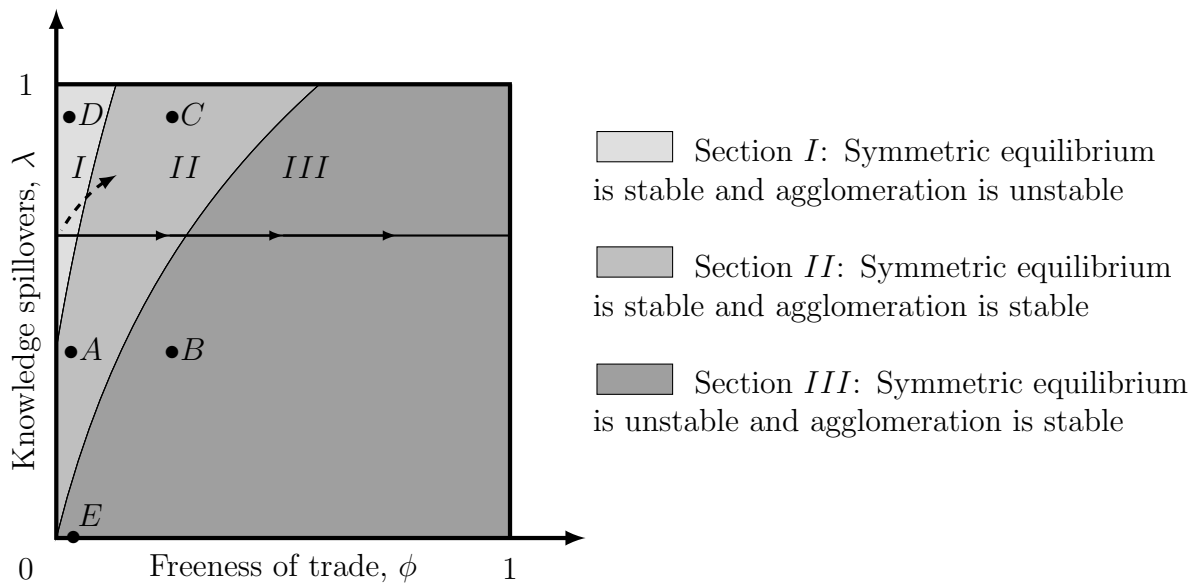 1
D
C
I
II
III
Knowledge spillovers, λ
A
B
E
0
Freeness of trade, ϕ
1
Section I: Symmetric equilibrium
is stable and agglomeration is unstable
Section II: Symmetric equilibrium
is stable and agglomeration is stable
Section III: Symmetric equilibrium
is unstable and agglomeration is stable